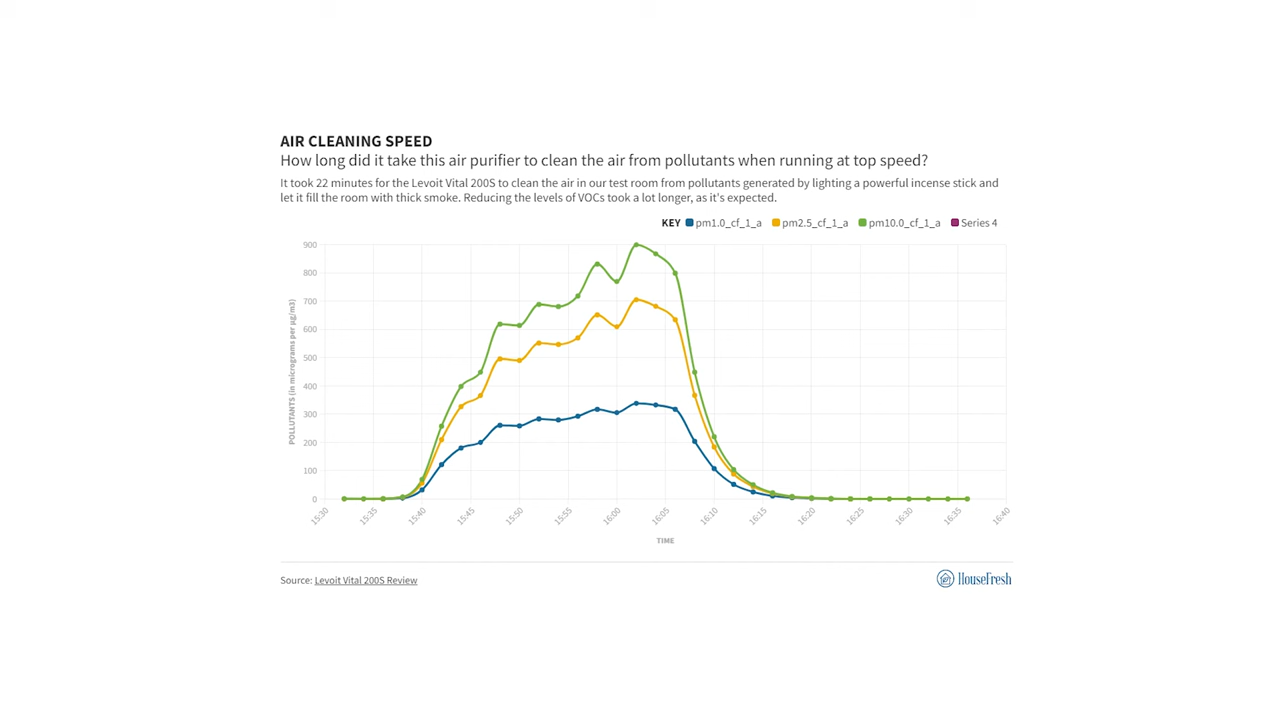 AIR CLEANING SPEED
How long did it take this air purifier to clean the air from pollutants when running at top speed?
It took 22 minutes for the Levoit Vital 200S to clean the air in our test room from pollutants generated by lighting a powerful incense stick and
let it fill the room with thick smoke. Reducing the levels of VOCs took a lot longer, as it's expected.
KEY pm1.0_cf_1_a pm2.5_cf_1_a pm10.0_cf_1_a Series 4
POLLUTANTS (in micrograms per µg/m3)
900
800
700
600
500
400
300
200
100
0
15:30 15:35 15:40 15:45 15:50 15:55 16:00 16:05 16:10 16:15 16:20 16:25 16:30 16:35 16:40
TIME
Source: Levoit Vital 200S Review
HouseFresh